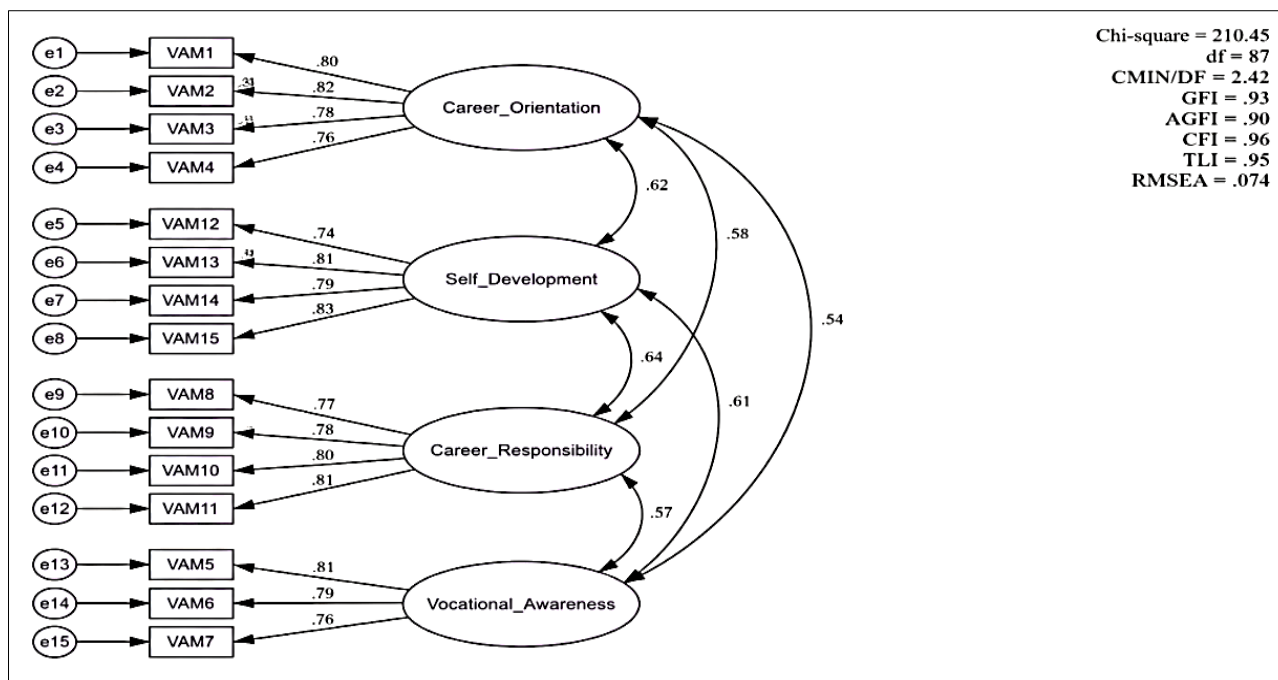 Chi-square = 210.45
df = 87
CMIN/DF = 2.42
GFI = .93
AGFI = .90
CFI = .96
TLI = .95
RMSEA = .074
e1 VAM1 .80
e2 VAM2 .82
e3 VAM3 .78
e4 VAM4 .76
Career_Orientation
.62
.58
.54
e5 VAM12 .74
e6 VAM13 .81
e7 VAM14 .79
e8 VAM15 .83
Self_Development
.64
.61
e9 VAM8 .77
e10 VAM9 .78
e11 VAM10 .80
e12 VAM11 .81
Career_Responsibility
.57
e13 VAM5 .81
e14 VAM6 .79
e15 VAM7 .76
Vocational_Awareness